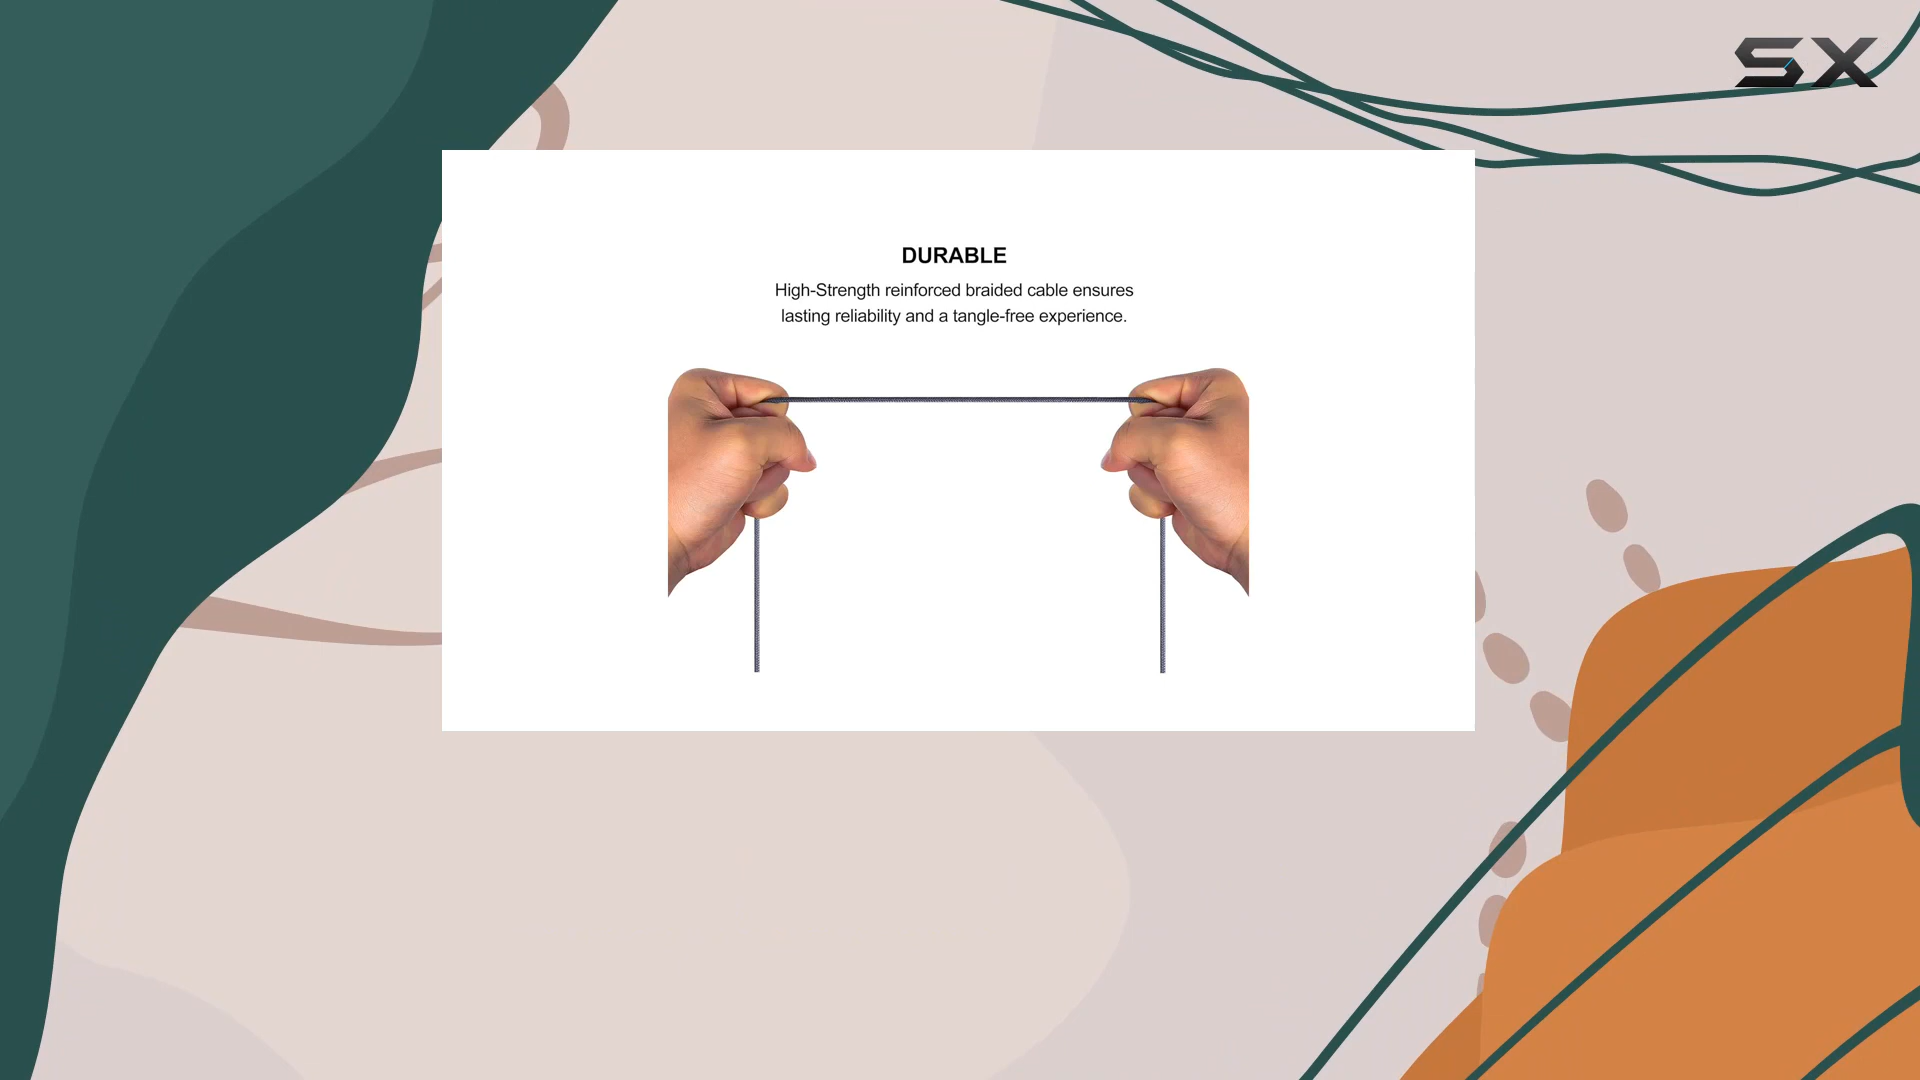 SX
DURABLE
High-Strength reinforced braided cable ensures
lasting reliability and a tangle-free experience.